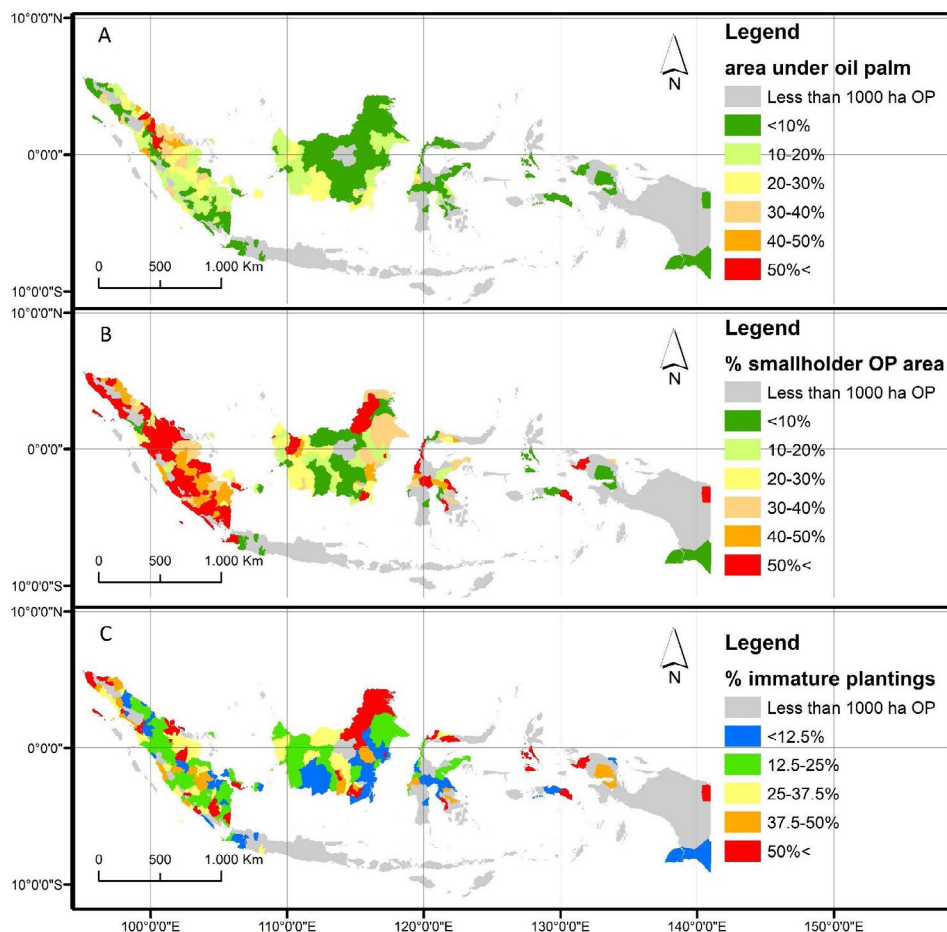 10°0'0"N
A
N
Legend
area under oil palm
Less than 1000 ha OP
<10%
10-20%
20-30%
30-40%
40-50%
50%<
0°0'0"
0 500 1.000 Km
10°0'0"S
10°0'0"N
B
N
Legend
% smallholder OP area
Less than 1000 ha OP
<10%
10-20%
20-30%
30-40%
40-50%
50%<
0°0'0"
0 500 1.000 Km
10°0'0"S
10°0'0"N
C
N
Legend
% immature plantings
Less than 1000 ha OP
<12.5%
12.5-25%
25-37.5%
37.5-50%
50%<
0°0'0"
0 500 1.000 Km
10°0'0"S
100°0'0"E 110°0'0"E 120°0'0"E 130°0'0"E 140°0'0"E 150°0'0"E